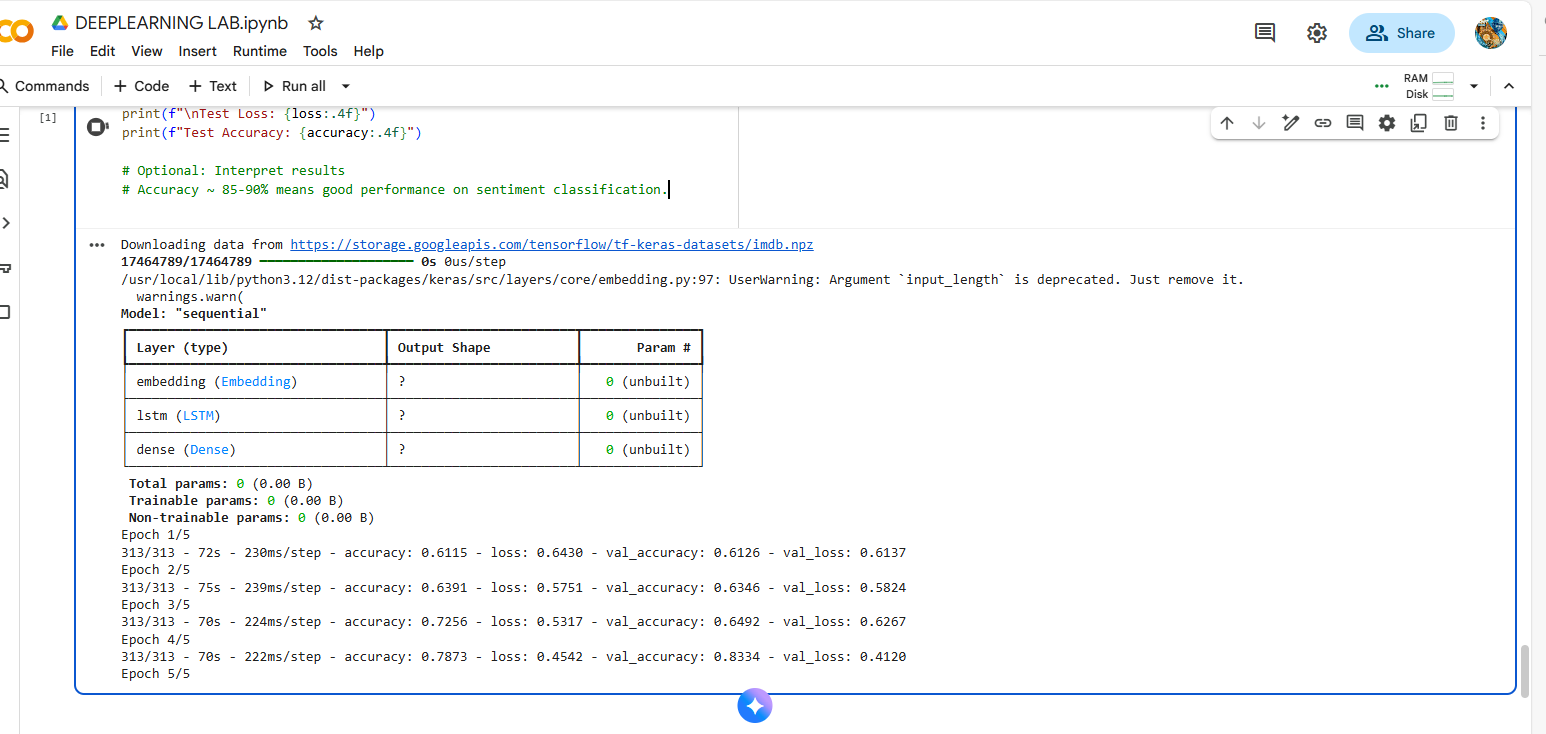 DEEPLEARNING LAB.ipynb
File Edit View Insert Runtime Tools Help
Share
Commands + Code + Text Run all
RAM
Disk
[1]
print(f"\nTest Loss: {loss:.4f}")
print(f"Test Accuracy: {accuracy:.4f}")
# Optional: Interpret results
# Accuracy ~ 85-90% means good performance on sentiment classification.
Downloading data from https://storage.googleapis.com/tensorflow/tf-keras-datasets/imdb.npz
17464789/17464789 ━━━━━━━━━━━━━━━━━━━━ 0s 0us/step
/usr/local/lib/python3.12/dist-packages/keras/src/layers/core/embedding.py:97: UserWarning: Argument `input_length` is deprecated. Just remove it.
warnings.warn(
Model: "sequential"
Layer (type) Output Shape Param #
embedding (Embedding) ? 0 (unbuilt)
lstm (LSTM) ? 0 (unbuilt)
dense (Dense) ? 0 (unbuilt)
Total params: 0 (0.00 B)
Trainable params: 0 (0.00 B)
Non-trainable params: 0 (0.00 B)
Epoch 1/5
313/313 - 72s - 230ms/step - accuracy: 0.6115 - loss: 0.6430 - val_accuracy: 0.6126 - val_loss: 0.6137
Epoch 2/5
313/313 - 75s - 239ms/step - accuracy: 0.6391 - loss: 0.5751 - val_accuracy: 0.6346 - val_loss: 0.5824
Epoch 3/5
313/313 - 70s - 224ms/step - accuracy: 0.7256 - loss: 0.5317 - val_accuracy: 0.6492 - val_loss: 0.6267
Epoch 4/5
313/313 - 70s - 222ms/step - accuracy: 0.7873 - loss: 0.4542 - val_accuracy: 0.8334 - val_loss: 0.4120
Epoch 5/5